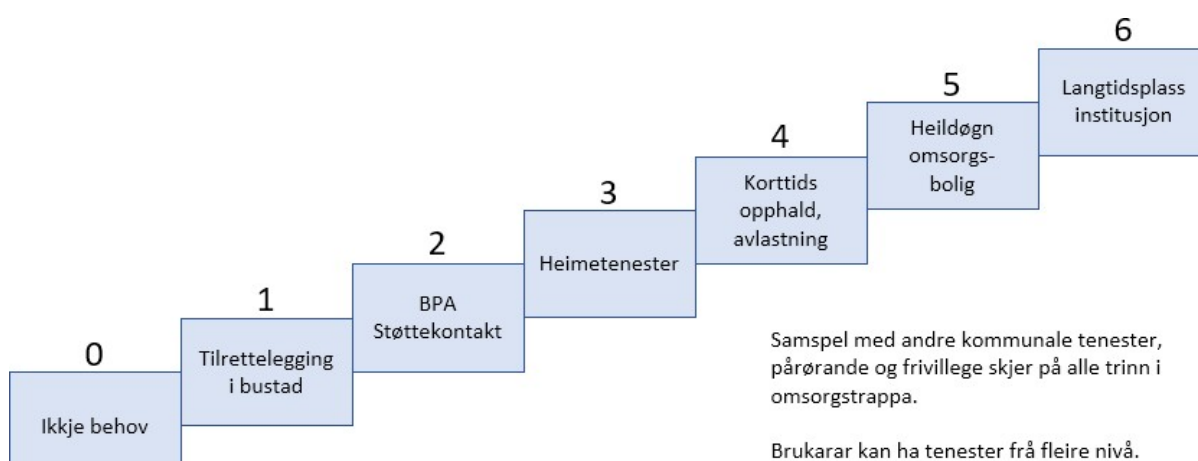 0
Ikkje behov
1
Tilrettelegging
i bustad
2
BPA
Støttekontakt
3
Heimetenester
4
Korttids
opphald,
avlastning
5
Heildøgn
omsorgs-
bolig
6
Langtidsplass
institusjon
Samspel med andre kommunale tenester,
pårørande og frivillege skjer på alle trinn i
omsorgstrappa.
Brukarar kan ha tenester frå fleire nivå.